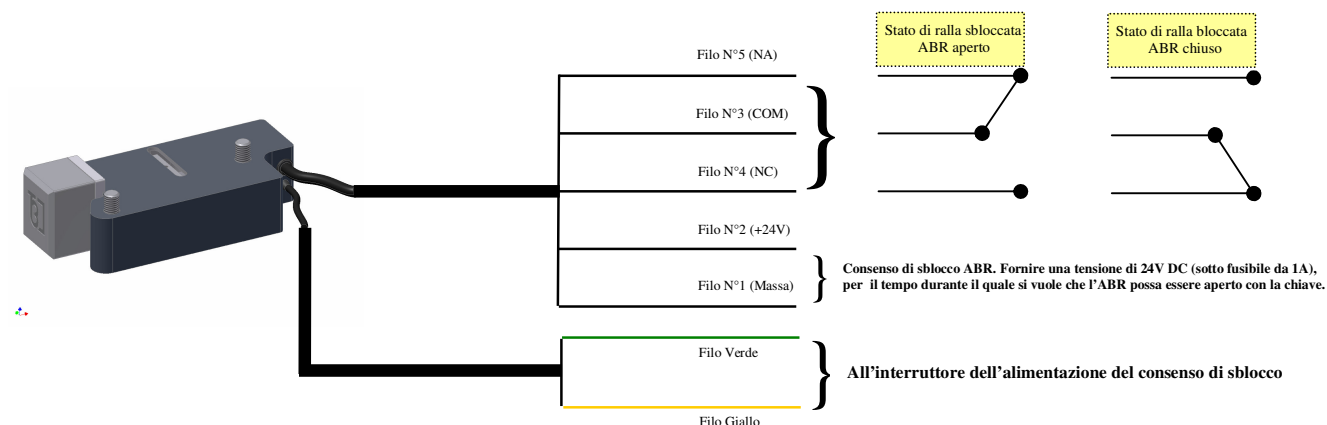 Stato di ralla sbloccata
ABR aperto
Stato di ralla bloccata
ABR chiuso
Filo N°5 (NA)
Filo N°3 (COM)
Filo N°4 (NC)
Filo N°2 (+24V)
Filo N°1 (Massa)
Consenso di sblocco ABR. Fornire una tensione di 24V DC (sotto fusibile da 1A),
per il tempo durante il quale si vuole che l’ABR possa essere aperto con la chiave.
Filo Verde
All’interruttore dell’alimentazione del consenso di sblocco
Filo Giallo